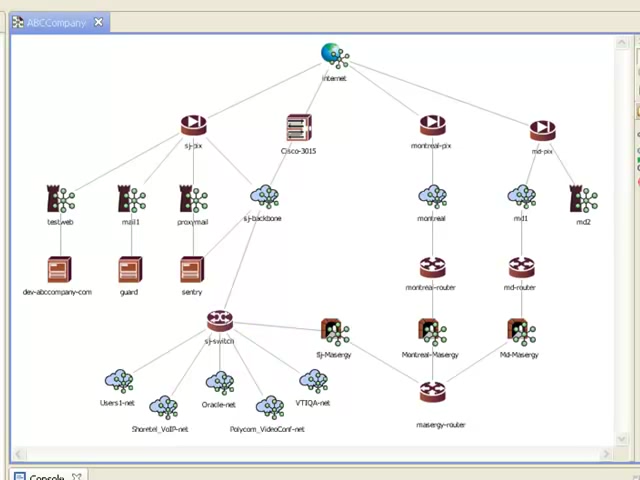 ABCCompany
internet
sj-pix
Cisco-3015
montreal-pix
md-pix
testweb
mail1
proxymail
sj-backbone
montreal
md1
md2
dev-abccompany-com
guard
sentry
montreal-router
md-router
sj-switch
Sj-Masergy
Montreal-Masergy
Md-Masergy
Users1-net
Oracle-net
VTIQA-net
masergy-router
Shoretel_VoIP-net
Polycom_VideoConf-net
Console